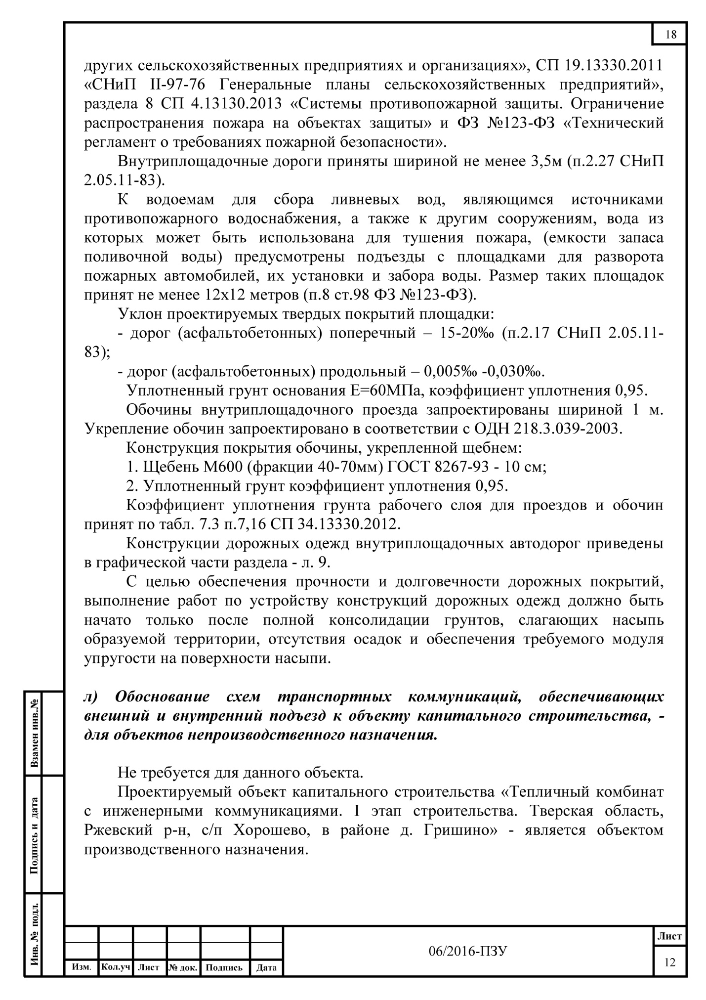 18
других сельскохозяйственных предприятиях и организациях», СП 19.13330.2011
«СНиП II-97-76 Генеральные планы сельскохозяйственных предприятий»,
раздела 8 СП 4.13130.2013 «Системы противопожарной защиты. Ограничение
распространения пожара на объектах защиты» и ФЗ №123-ФЗ «Технический
регламент о требованиях пожарной безопасности».
Внутриплощадочные дороги приняты шириной не менее 3,5м (п.2.27 СНиП
2.05.11-83).
К водоемам для сбора ливневых вод, являющимся источниками
противопожарного водоснабжения, а также к другим сооружениям, вода из
которых может быть использована для тушения пожара, (емкости запаса
поливочной воды) предусмотрены подъезды с площадками для разворота
пожарных автомобилей, их установки и забора воды. Размер таких площадок
принят не менее 12х12 метров (п.8 ст.98 ФЗ №123-ФЗ).
Уклон проектируемых твердых покрытий площадки:
- дорог (асфальтобетонных) поперечный – 15-20‰ (п.2.17 СНиП 2.05.11-
83);
- дорог (асфальтобетонных) продольный – 0,005‰ -0,030‰.
Уплотненный грунт основания Е=60МПа, коэффициент уплотнения 0,95.
Обочины внутриплощадочного проезда запроектированы шириной 1 м.
Укрепление обочин запроектировано в соответствии с ОДН 218.3.039-2003.
Конструкция покрытия обочины, укрепленной щебнем:
1. Щебень М600 (фракции 40-70мм) ГОСТ 8267-93 - 10 см;
2. Уплотненный грунт коэффициент уплотнения 0,95.
Коэффициент уплотнения грунта рабочего слоя для проездов и обочин
принят по табл. 7.3 п.7,16 СП 34.13330.2012.
Конструкции дорожных одежд внутриплощадочных автодорог приведены
в графической части раздела - л. 9.
С целью обеспечения прочности и долговечности дорожных покрытий,
выполнение работ по устройству конструкций дорожных одежд должно быть
начато только после полной консолидации грунтов, слагающих насыпь
образуемой территории, отсутствия осадок и обеспечения требуемого модуля
упругости на поверхности насыпи.
л) Обоснование схем транспортных коммуникаций, обеспечивающих
внешний и внутренний подъезд к объекту капитального строительства, -
для объектов непроизводственного назначения.
Не требуется для данного объекта.
Проектируемый объект капитального строительства «Тепличный комбинат
с инженерными коммуникациями. I этап строительства. Тверская область,
Ржевский р-н, с/п Хорошево, в районе д. Гришино» - является объектом
производственного назначения.
Взамен инв.№
Подпись и дата
Инв. № подл.
Изм. Кол.уч Лист № док. Подпись Дата
06/2016-ПЗУ
Лист
12